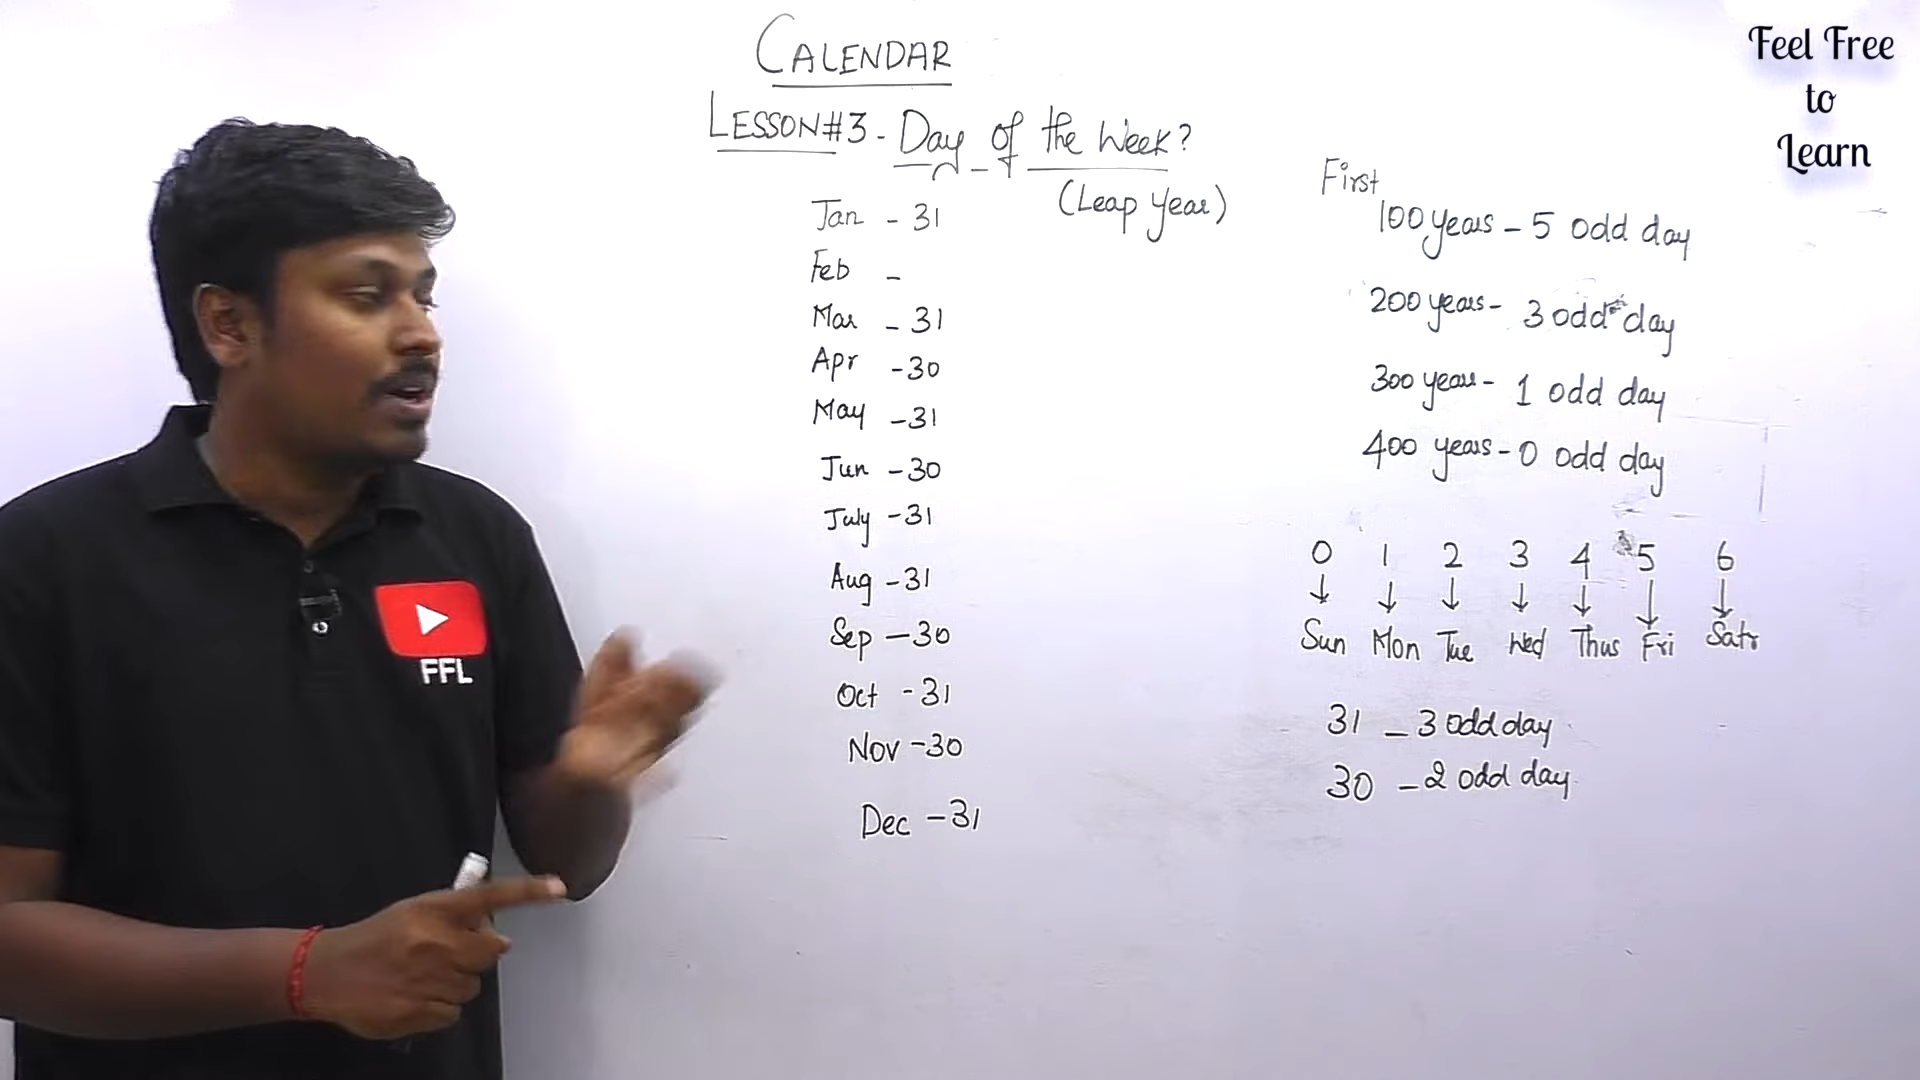 CALENDAR
LESSON#3 - Day of the Week?
(Leap Year)
Jan - 31
Feb -
Mar - 31
Apr - 30
May - 31
Jun - 30
July - 31
Aug - 31
Sep - 30
Oct - 31
Nov - 30
Dec - 31
First
100 years - 5 odd day
200 years - 3 odd day
300 years - 1 odd day
400 years - 0 odd day
0 1 2 3 4 5 6
Sun Mon Tue Wed Thus Fri Satr
31 - 3 odd day
30 - 2 odd day
Feel Free
to
Learn
FFL